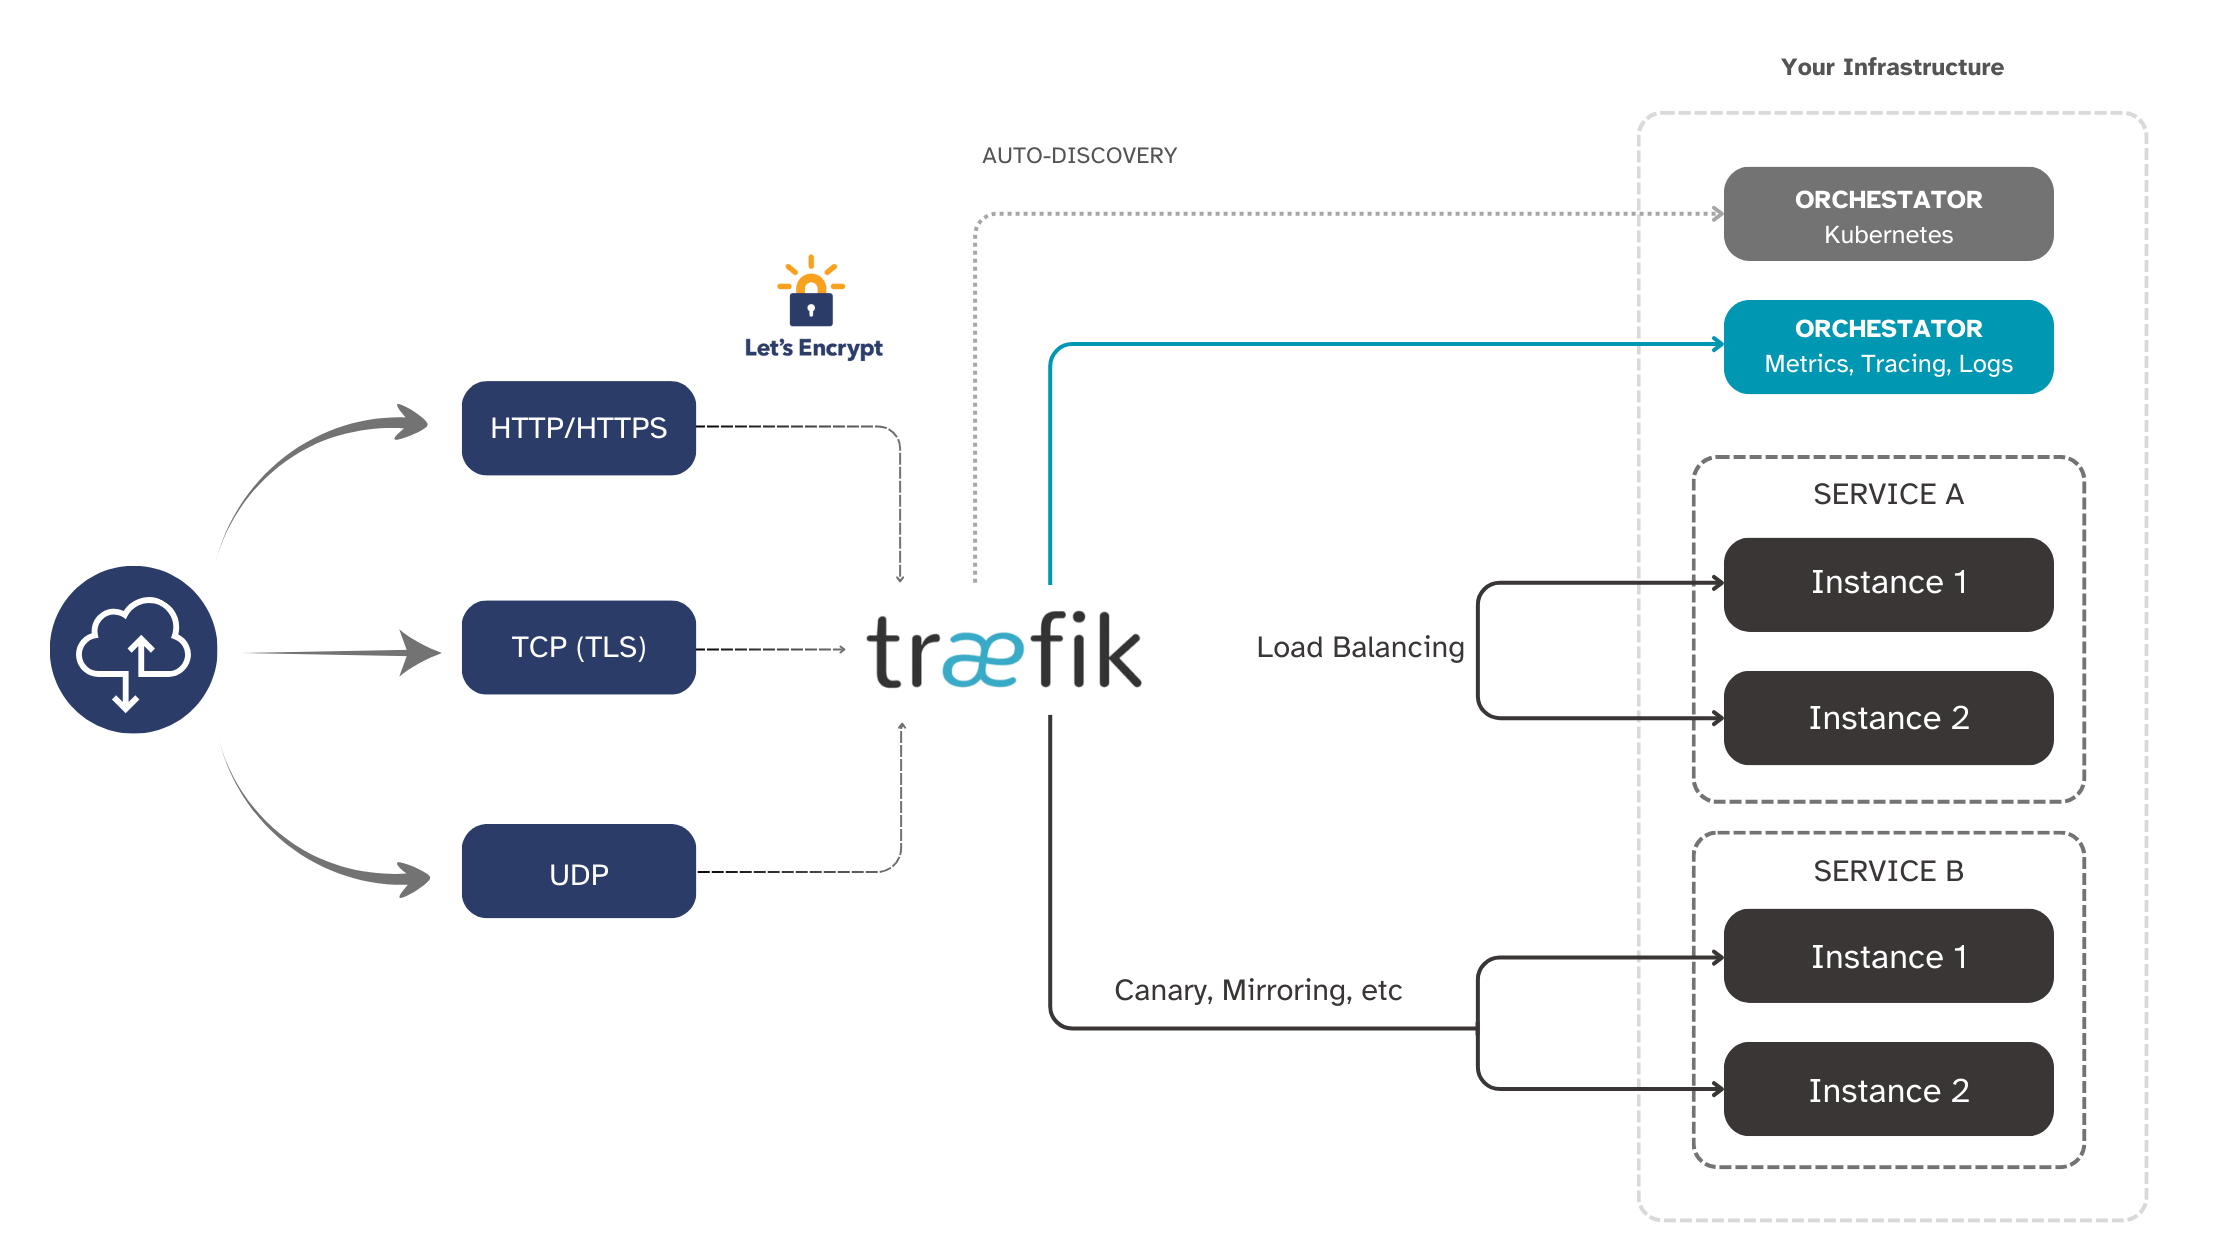 Your Infrastructure
AUTO-DISCOVERY
ORCHESTATOR
Kubernetes
ORCHESTATOR
Metrics, Tracing, Logs
Let's Encrypt
HTTP/HTTPS
TCP (TLS)
UDP
træfik
Load Balancing
SERVICE A
Instance 1
Instance 2
Canary, Mirroring, etc
SERVICE B
Instance 1
Instance 2